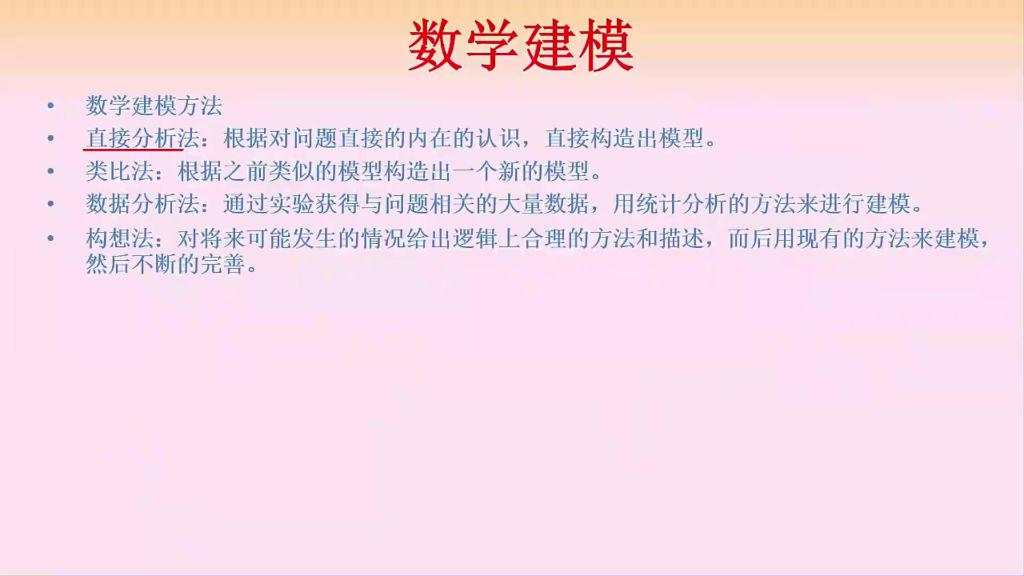 数学建模
• 数学建模方法
• 直接分析法：根据对问题直接的内在的认识，直接构造出模型。
• 类比法：根据之前类似的模型构造出一个新的模型。
• 数据分析法：通过实验获得与问题相关的大量数据，用统计分析的方法来进行建模。
• 构想法：对将来可能发生的情况给出逻辑上合理的方法和描述，而后用现有的方法来建模，
然后不断的完善。